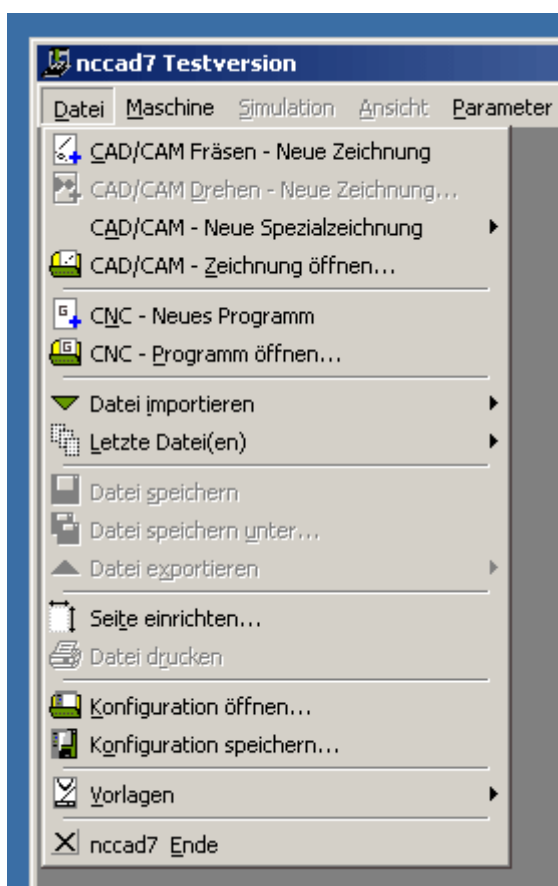 nccad7 Testversion
Datei Maschine Simulation Ansicht Parameter
CAD/CAM Fräsen - Neue Zeichnung
CAD/CAM Drehen - Neue Zeichnung...
CAD/CAM - Neue Spezialzeichnung
CAD/CAM - Zeichnung öffnen...
CNC - Neues Programm
CNC - Programm öffnen...
Datei importieren
Letzte Datei(en)
Datei speichern
Datei speichern unter...
Datei exportieren
Seite einrichten...
Datei drucken
Konfiguration öffnen...
Konfiguration speichern...
Vorlagen
nccad7 Ende